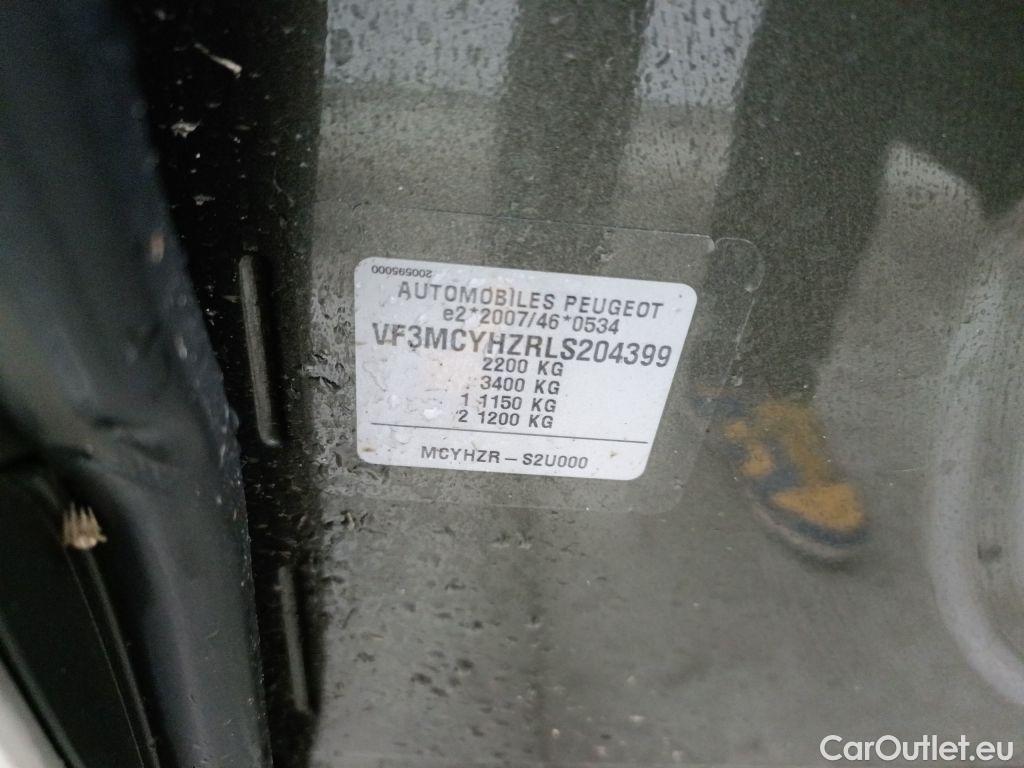 200595000
AUTOMOBILES PEUGEOT
e2*2007/46*0534
VF3MCYHZRLS204399
2200 KG
3400 KG
1 1150 KG
2 1200 KG
MCYHZR – S2U000
CarOutlet.eu